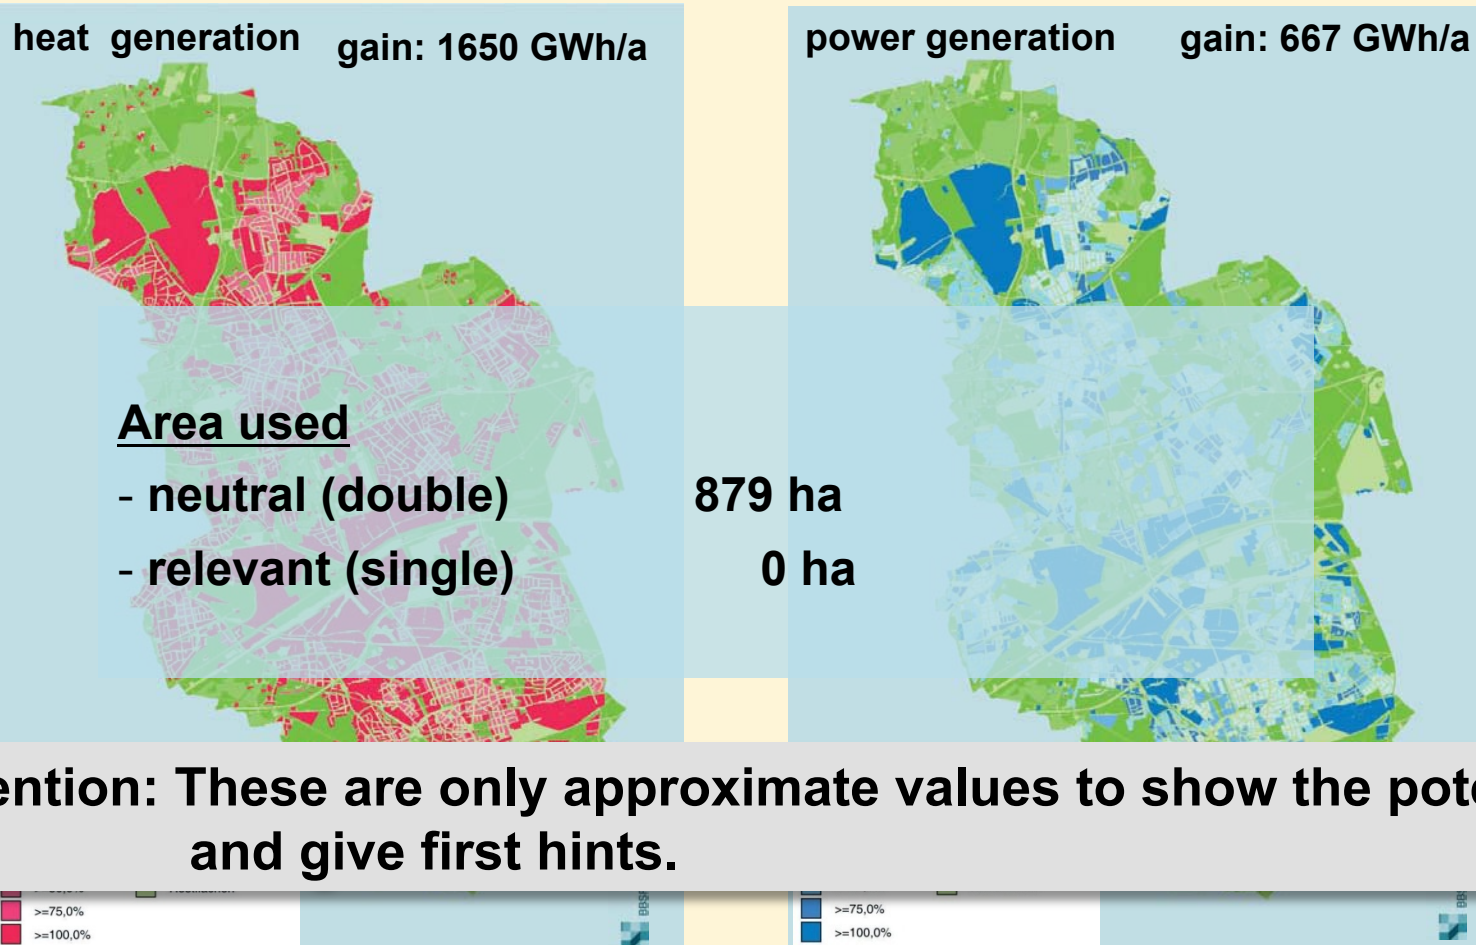 heat generation gain: 1650 GWh/a
power generation gain: 667 GWh/a
Area used
- neutral (double) 879 ha
- relevant (single) 0 ha
These are only approximate values to show the
and give first hints.
>=75,0%
>=100,0%
>=75,0%
>=100,0%